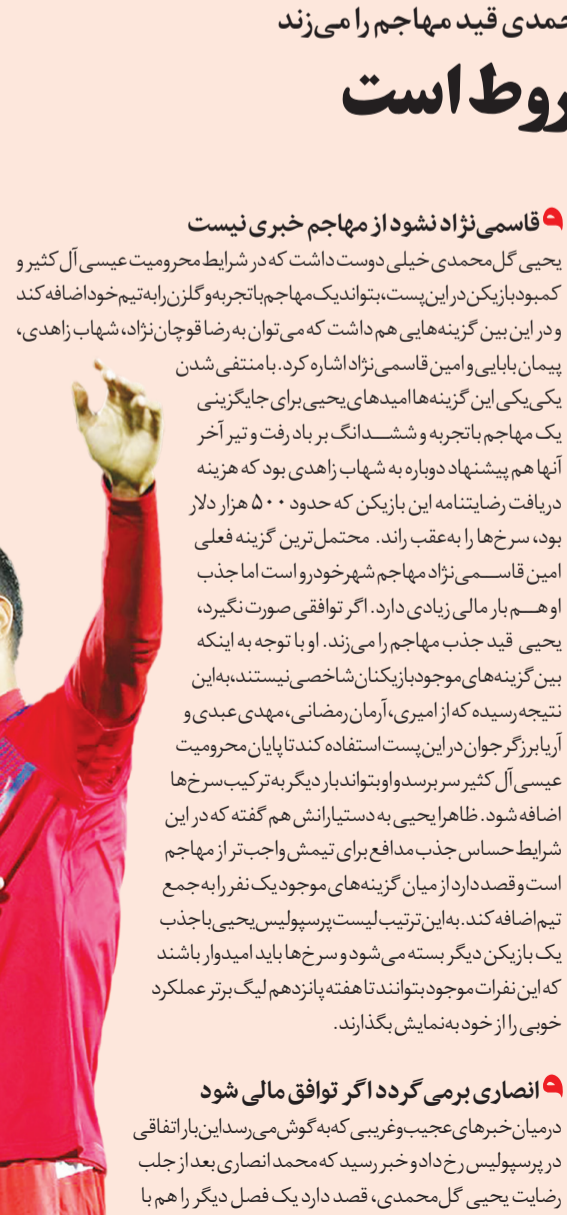 حمدی قید مهاجم را می‌زند
روط است
قاسمی‌نژاد نشود از مهاجم خبری نیست
یحیی گل‌محمدی خیلی دوست داشت که در شرایط محرومیت عیسی آل کثیر و
کمبود بازیکن در این پست، بتواند یک مهاجم باتجربه و گلزن را به تیم خود اضافه کند
و در این بین گزینه‌هایی هم داشت که می‌توان به رضا قوچان‌نژاد، شهاب زاهدی،
پیمان بابایی و امین قاسمی‌نژاد اشاره کرد. با منتفی شدن
یکی‌یکی این گزینه‌ها امیدهای یحیی برای جایگزینی
یک مهاجم باتجربه و شش‌دانگ بر باد رفت و تیر آخر
آنها هم پیشنهاد دوباره به شهاب زاهدی بود که هزینه
دریافت رضایتنامه این بازیکن که حدود ۵۰۰ هزار دلار
بود، سرخ‌ها را به‌عقب راند. محتمل‌ترین گزینه فعلی
امین قاسمی‌نژاد مهاجم شهرخودرو است اما جذب
او هم بار مالی زیادی دارد. اگر توافقی صورت نگیرد،
یحیی قید جذب مهاجم را می‌زند. او با توجه به اینکه
بین گزینه‌های موجود بازیکنان شاخصی نیستند، به‌این
نتیجه رسیده که از امیری، آرمان رمضانی، مهدی عبدی و
آریا برزگر جوان در این پست استفاده کند تا پایان محرومیت
عیسی آل کثیر سر برسد و او بتواند بار دیگر به ترکیب سرخ‌ها
اضافه شود. ظاهرا یحیی به دستیارانش هم گفته که در این
شرایط حساس جذب مدافع برای تیمش واجب‌تر از مهاجم
است و قصد دارد از میان گزینه‌های موجود یک نفر را به جمع
تیم اضافه کند. به‌این‌ترتیب لیست پرسپولیس یحیی با جذب
یک بازیکن دیگر بسته می‌شود و سرخ‌ها باید امیدوار باشند
که این نفرات موجود بتوانند تا هفته پانزدهم لیگ برتر عملکرد
خوبی را از خود به‌نمایش بگذارند.
انصاری برمی‌گردد اگر توافق مالی شود
درمیان خبرهای عجیب‌وغریبی که به گوش می‌رسد این‌بار اتفاقی
در پرسپولیس رخ داد و خبر رسید که محمد انصاری بعد از جلب
رضایت یحیی گل‌محمدی، قصد دارد یک فصل دیگر را هم با